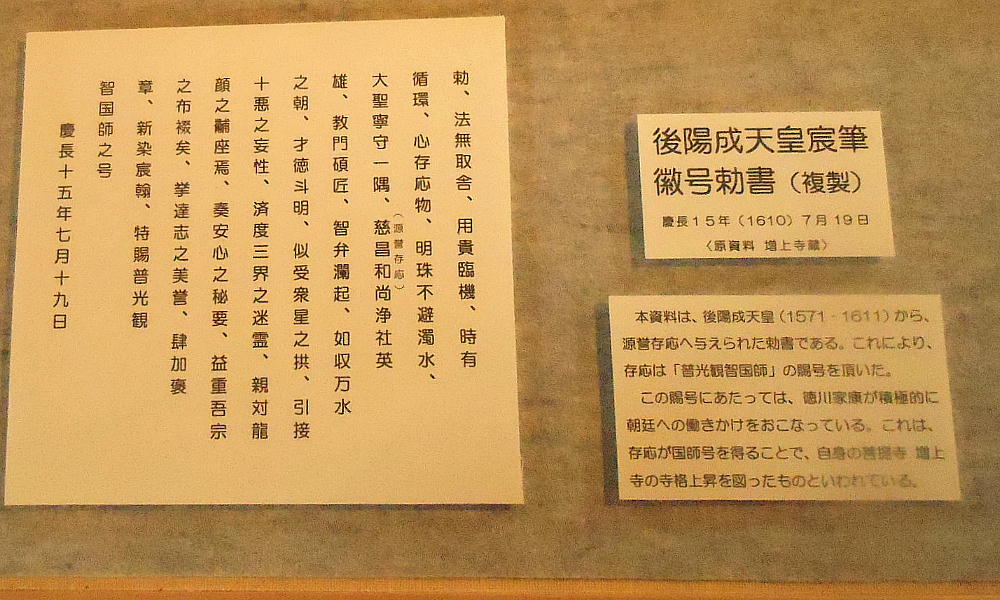 勅、法無取舎、用貴臨機、時有
循環、心存応物、明珠不避濁水、
大聖寧守一隅、慈昌和尚浄社英
（源誉存応）
雄、教門碩匠、智弁瀾起、如収万水
之朝、才徳斗明、似受衆星之拱、引接
十悪之妄性、済度三界之迷霊、親対龍
顔之黼座焉、奏安心之秘要、益重吾宗
之布襏矣、挙達志之美誉、肆加褒
章、新染宸翰、特賜普光観
智国師之号
慶長十五年七月十九日
後陽成天皇宸筆
徽号勅書（複製）
慶長15年（1610）7月19日
〈原資料 増上寺蔵〉
本資料は、後陽成天皇（1571‐1611）から、
源誉存応へ与えられた勅書である。これにより、
存応は「普光観智国師」の賜号を頂いた。
この賜号にあたっては、徳川家康が積極的に
朝廷への働きかけをおこなっている。これは、
存応が国師号を得ることで、自身の菩提寺 増上
寺の寺格上昇を図ったものといわれている。